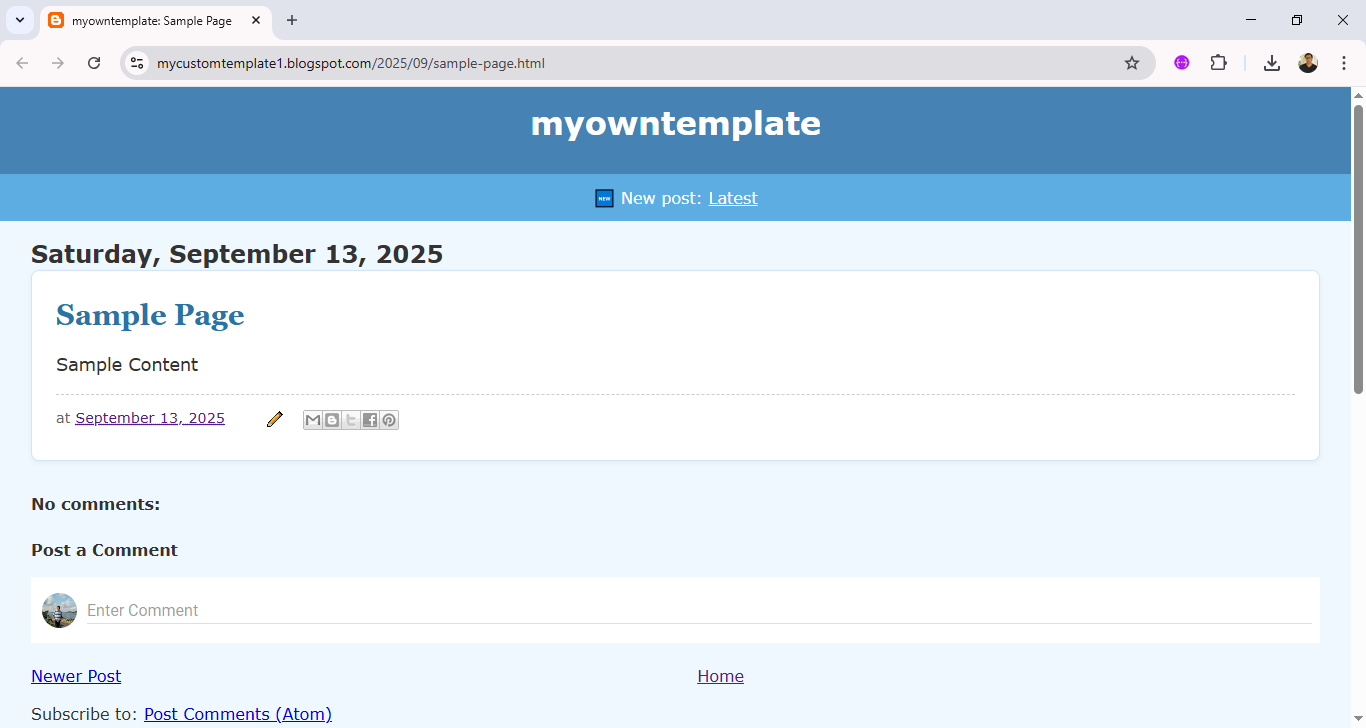 myowntemplate: Sample Page
mycustomtemplate1.blogspot.com/2025/09/sample-page.html
myowntemplate
NEW New post: Latest
Saturday, September 13, 2025
Sample Page
Sample Content
at September 13, 2025
No comments:
Post a Comment
Enter Comment
Newer Post Home
Subscribe to: Post Comments (Atom)